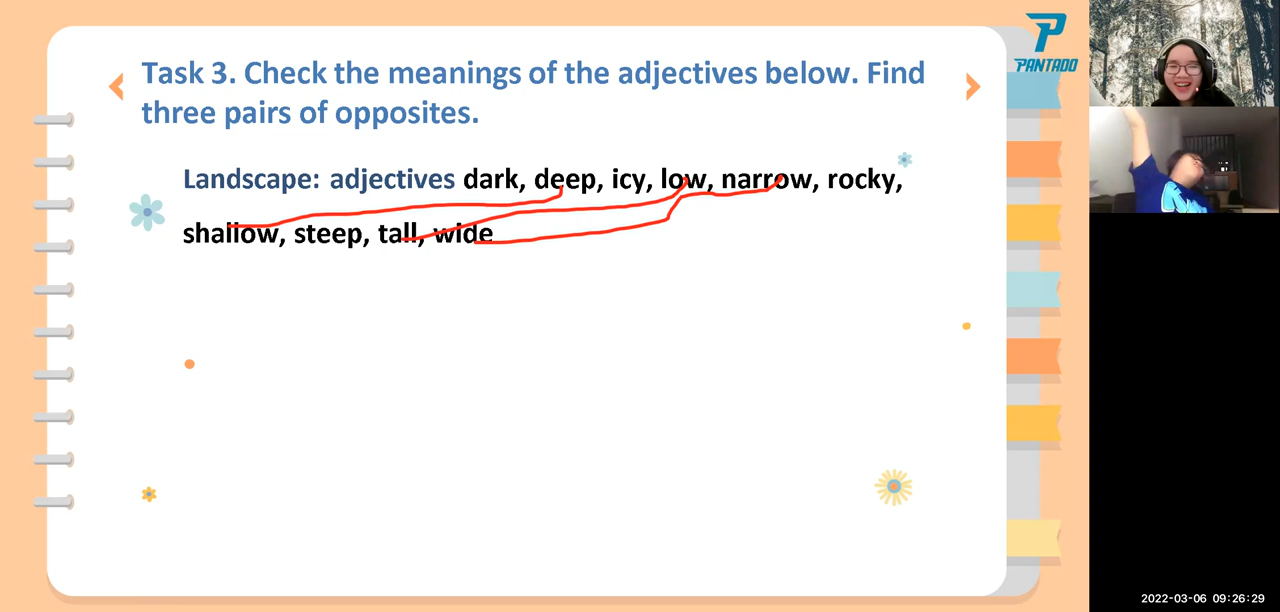 Task 3. Check the meanings of the adjectives below. Find
three pairs of opposites.
Landscape: adjectives dark, deep, icy, low, narrow, rocky,
shallow, steep, tall, wide
PANTADO
2022-03-06 09:26:29